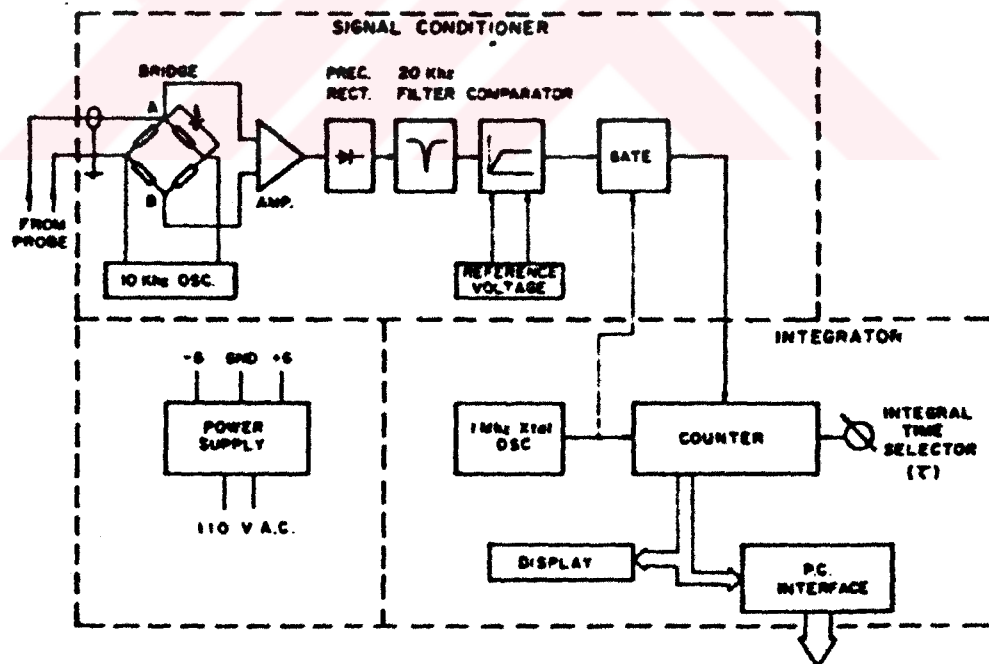 SIGNAL CONDITIONER
BRIDGE
PREC.
RECT.
20 Khz
FILTER
COMPARATOR
A
B
AMP.
GATE
FROM
PROBE
10 Khz OSC.
REFERENCE
VOLTAGE
INTEGRATOR
-6 GND +6
POWER
SUPPLY
110 V A.C.
1 Mhz Xtal
OSC
COUNTER
INTEGRAL
TIME
SELECTOR
(τ)
DISPLAY
P.C.
INTERFACE